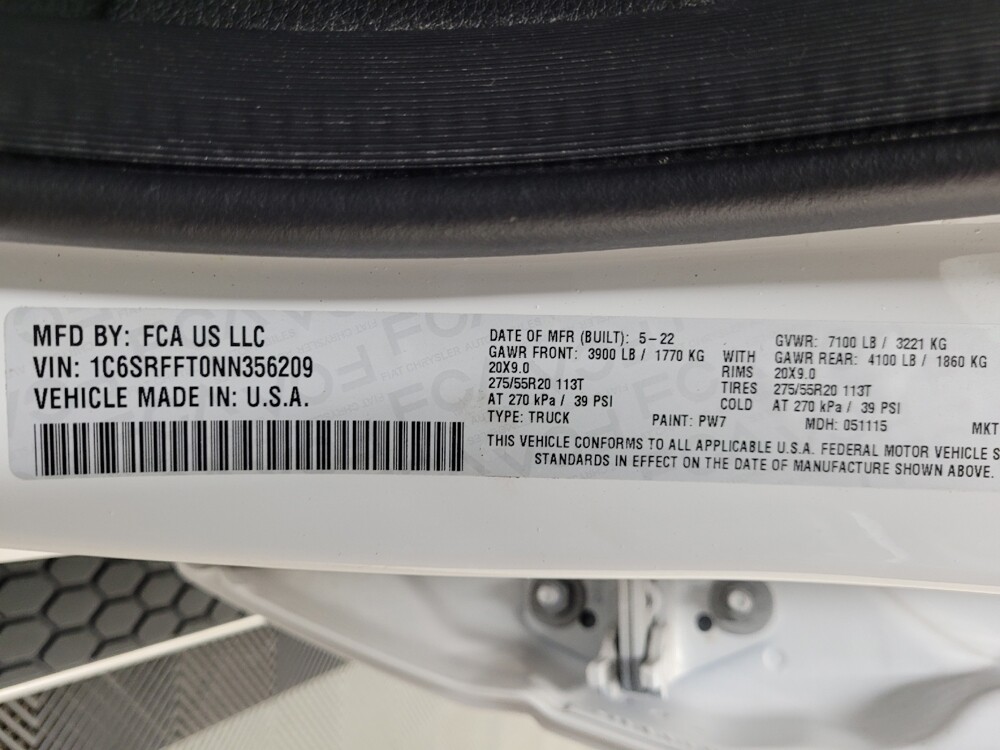 MFD BY: FCA US LLC
VIN: 1C6SRFFT0NN356209
VEHICLE MADE IN: U.S.A.
DATE OF MFR (BUILT): 5-22 GVWR: 7100 LB / 3221 KG
GAWR FRONT: 3900 LB / 1770 KG WITH GAWR REAR: 4100 LB / 1860 KG
20X9.0 RIMS 20X9.0
275/55R20 113T TIRES 275/55R20 113T
AT 270 kPa / 39 PSI COLD AT 270 kPa / 39 PSI
TYPE: TRUCK PAINT: PW7 MDH: 051115 MKT
THIS VEHICLE CONFORMS TO ALL APPLICABLE U.S.A. FEDERAL MOTOR VEHICLE S
STANDARDS IN EFFECT ON THE DATE OF MANUFACTURE SHOWN ABOVE.